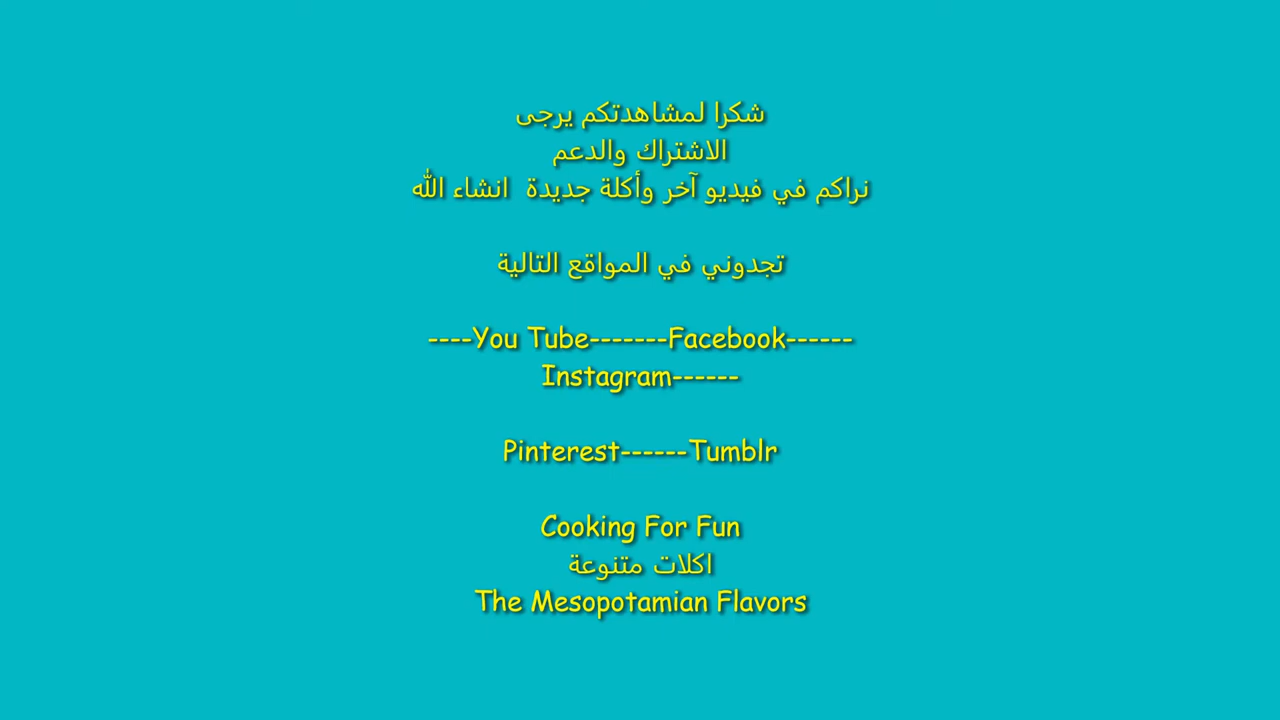 شكرا لمشاهدتكم يرجى
الاشتراك والدعم
نراكم في فيديو آخر وأكلة جديدة  انشاء الله
تجدوني في المواقع التالية
----You Tube-------Facebook------
Instagram------
Pinterest------Tumblr
Cooking For Fun
اكلات متنوعة
The Mesopotamian Flavors